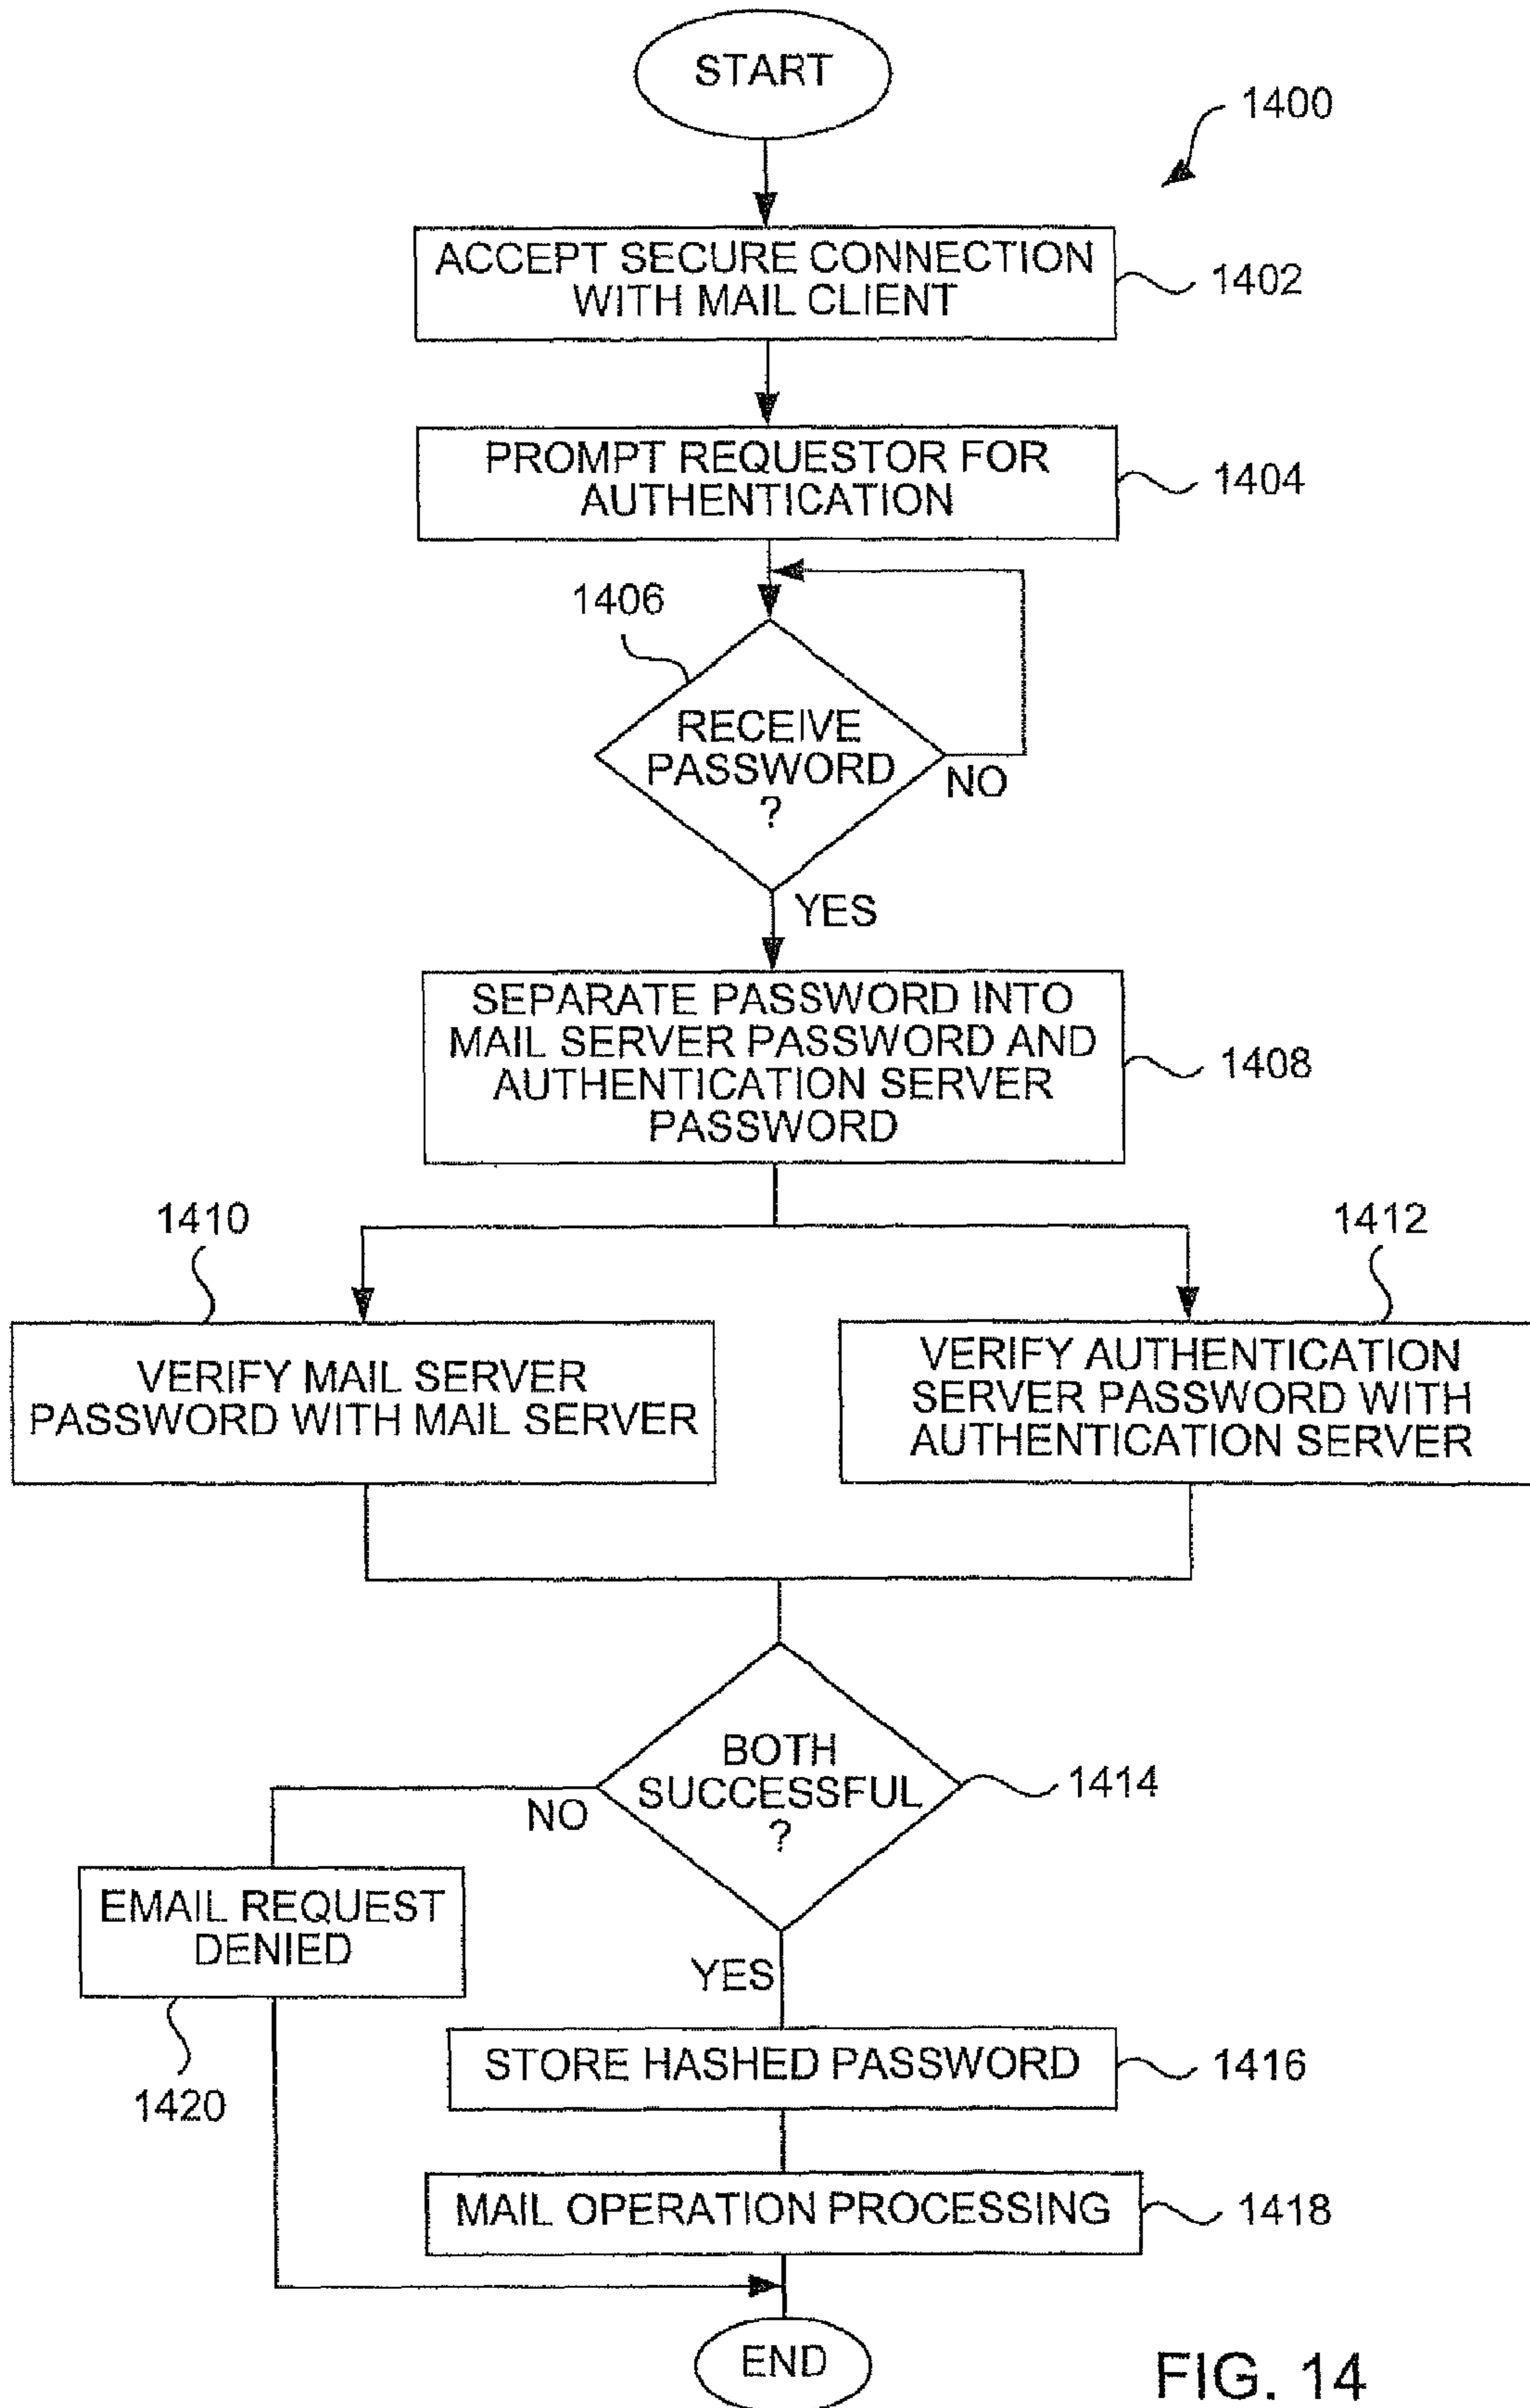 START
1400
ACCEPT SECURE CONNECTION
WITH MAIL CLIENT
1402
PROMPT REQUESTOR FOR
AUTHENTICATION
1404
1406
RECEIVE
PASSWORD
?
NO
YES
SEPARATE PASSWORD INTO
MAIL SERVER PASSWORD AND
AUTHENTICATION SERVER
PASSWORD
1408
1410
1412
VERIFY MAIL SERVER
PASSWORD WITH MAIL SERVER
VERIFY AUTHENTICATION
SERVER PASSWORD WITH
AUTHENTICATION SERVER
BOTH
SUCCESSFUL
?
1414
NO
EMAIL REQUEST
DENIED
1420
YES
STORE HASHED PASSWORD
1416
MAIL OPERATION PROCESSING
1418
END
FIG. 14